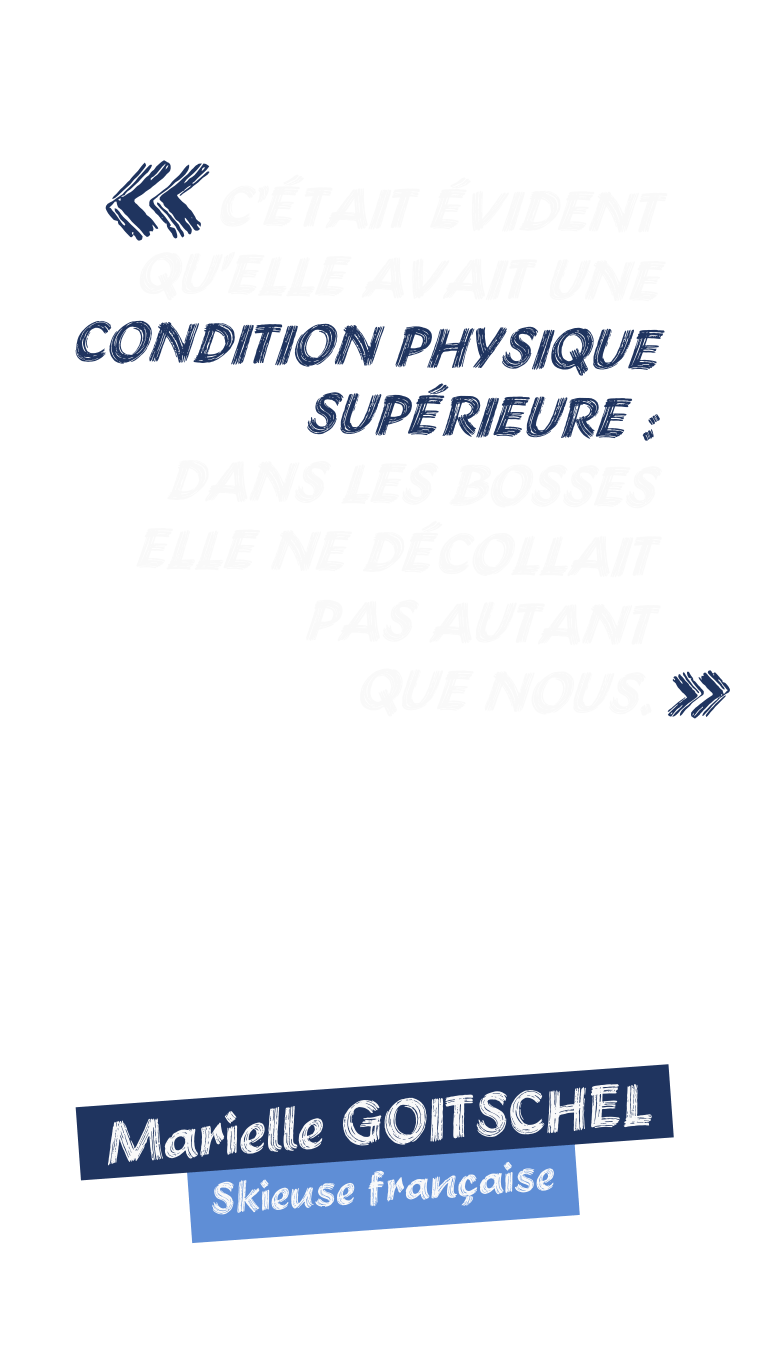 « C'ÉTAIT ÉVIDENT
QU'ELLE AVAIT UNE
CONDITION PHYSIQUE
SUPÉRIEURE :
DANS LES BOSSES
ELLE NE DÉCOLLAIT
PAS AUTANT
QUE NOUS. »
Marielle GOITSCHEL
Skieuse française